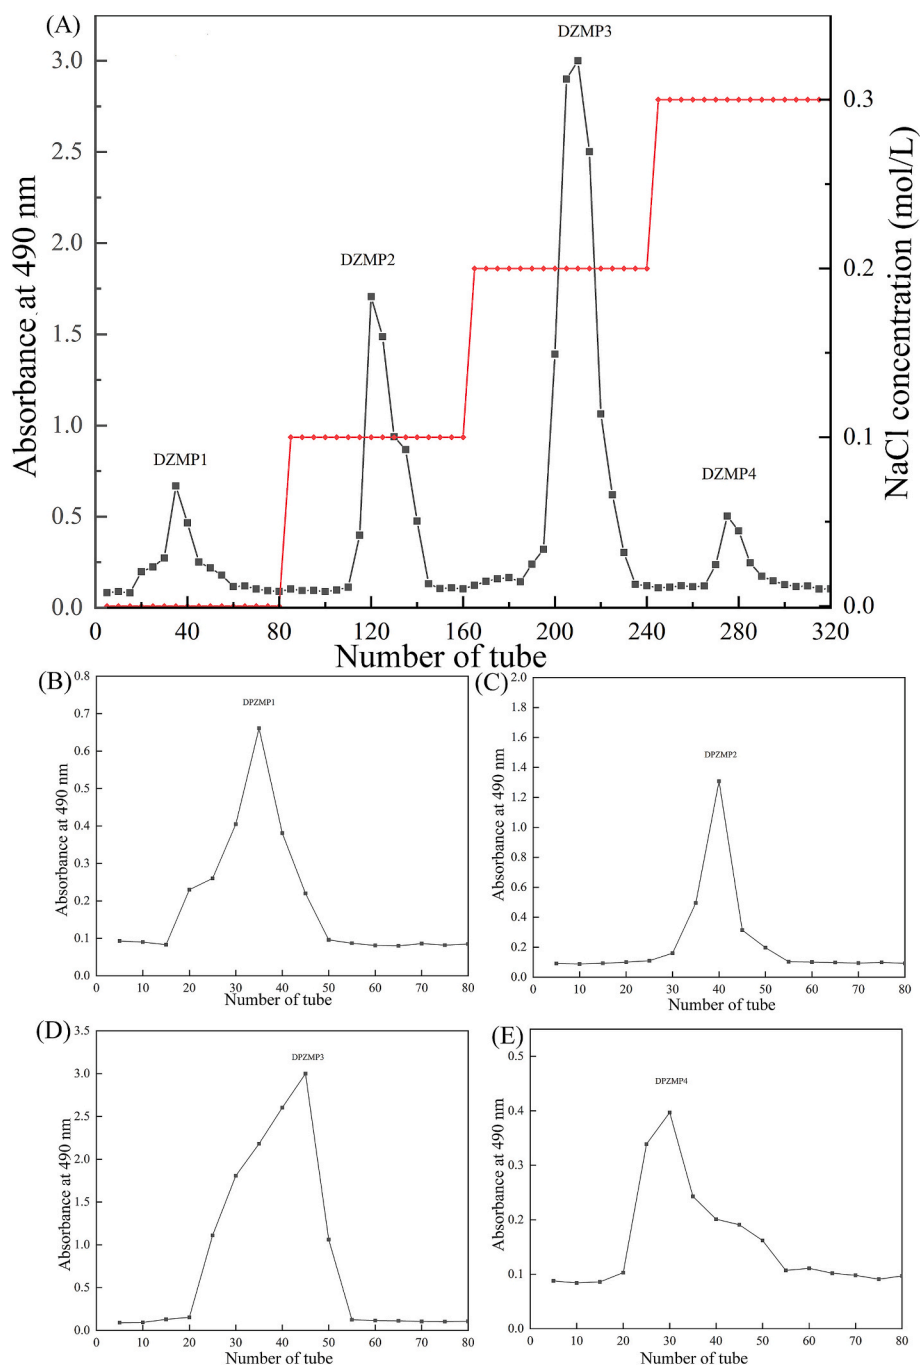 (A)
DZMP1
DZMP2
DZMP3
DZMP4
Absorbance at 490 nm
3.0
2.5
2.0
1.5
1.0
0.5
0.0
NaCl concentration (mol/L)
0.3
0.2
0.1
0.0
0 40 80 120 160 200 240 280 320
Number of tube
(B)
DPZMP1
Absorbance at 490 nm
0.8
0.7
0.6
0.5
0.4
0.3
0.2
0.1
0.0
0 10 20 30 40 50 60 70 80
Number of tube
(C)
DPZMP2
Absorbance at 490 nm
2.0
1.8
1.6
1.4
1.2
1.0
0.8
0.6
0.4
0.2
0.0
0 10 20 30 40 50 60 70 80
Number of tube
(D)
DPZMP3
Absorbance at 490 nm
3.5
3.0
2.5
2.0
1.5
1.0
0.5
0.0
0 10 20 30 40 50 60 70 80
Number of tube
(E)
DPZMP4
Absorbance at 490 nm
0.5
0.4
0.3
0.2
0.1
0.0
0 10 20 30 40 50 60 70 80
Number of tube